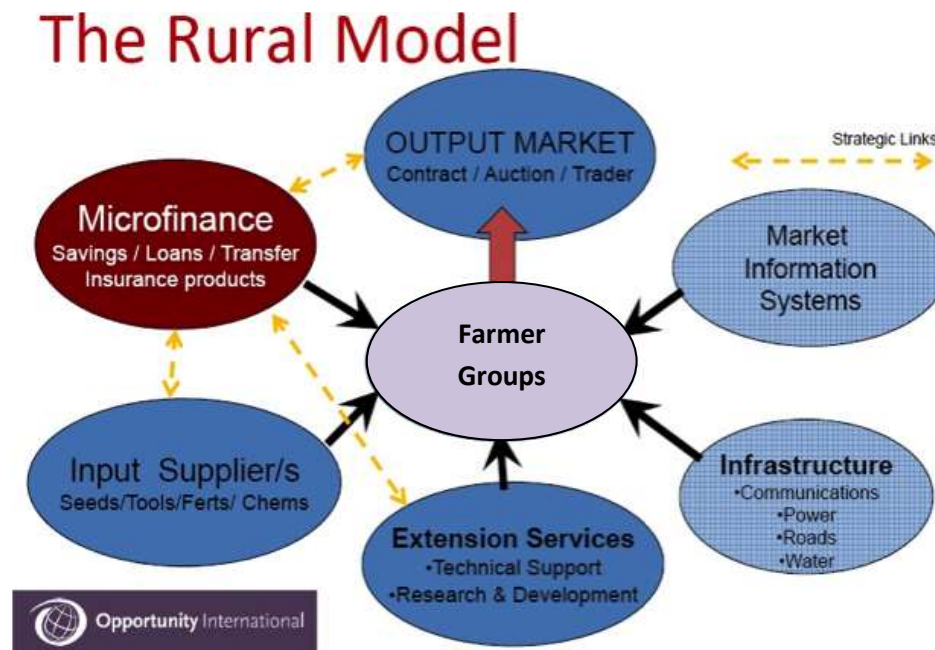 The Rural Model
OUTPUT MARKET
Contract / Auction / Trader
Strategic Links
Microfinance
Savings / Loans / Transfer
Insurance products
Market
Information
Systems
Farmer
Groups
Input Supplier/s
Seeds/Tools/Ferts/ Chems
Infrastructure
•Communications
•Power
•Roads
•Water
Extension Services
•Technical Support
•Research & Development
Opportunity International